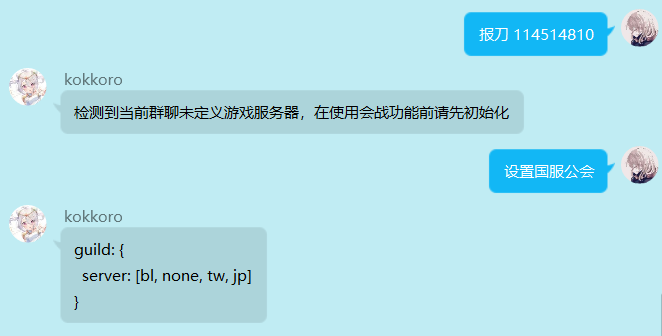 报刀 114514810
kokkoro
检测到当前群聊未定义游戏服务器，在使用会战功能前请先初始化
设置国服公会
kokkoro
guild: {
  server: [bl, none, tw, jp]
}